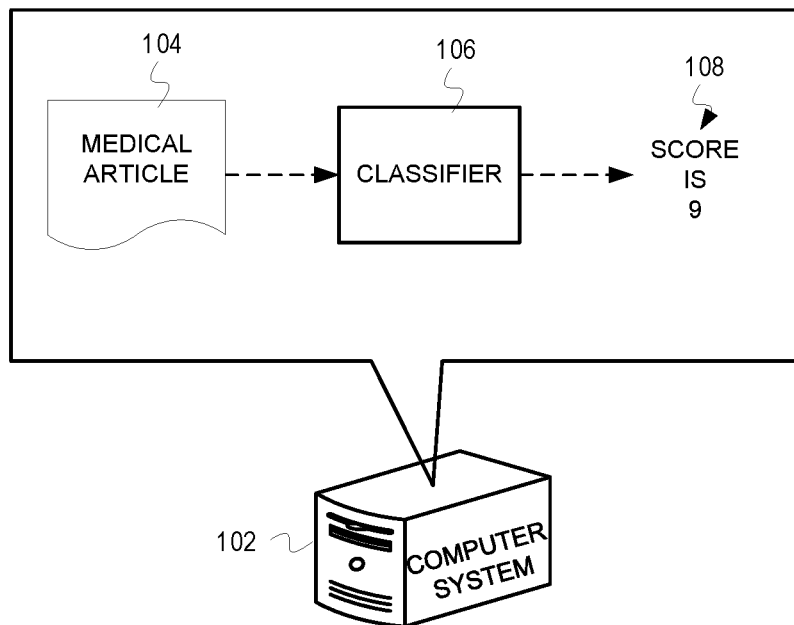 104
106
108
MEDICAL
ARTICLE
CLASSIFIER
SCORE
IS
9
102
COMPUTER
SYSTEM